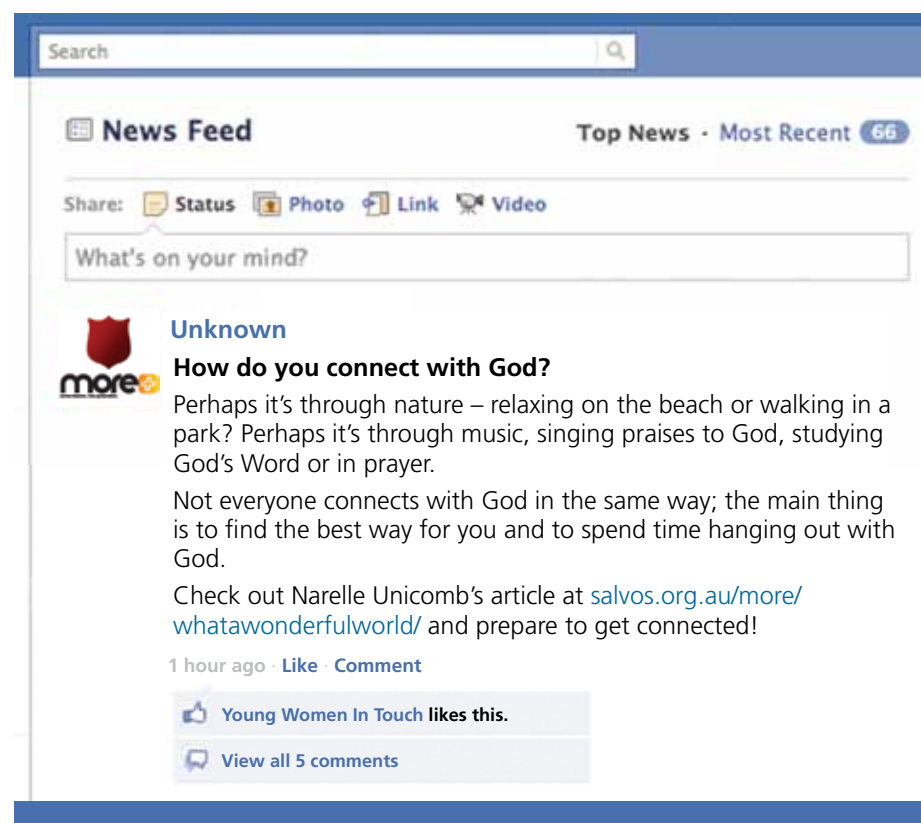 Search
News Feed
Top News · Most Recent 66
Share: Status Photo Link Video
What's on your mind?
Unknown
more
How do you connect with God?
Perhaps it's through nature – relaxing on the beach or walking in a
park? Perhaps it's through music, singing praises to God, studying
God's Word or in prayer.
Not everyone connects with God in the same way; the main thing
is to find the best way for you and to spend time hanging out with
God.
Check out Narelle Unicomb's article at salvos.org.au/more/
whatawonderfulworld/ and prepare to get connected!
1 hour ago · Like · Comment
Young Women In Touch likes this.
View all 5 comments